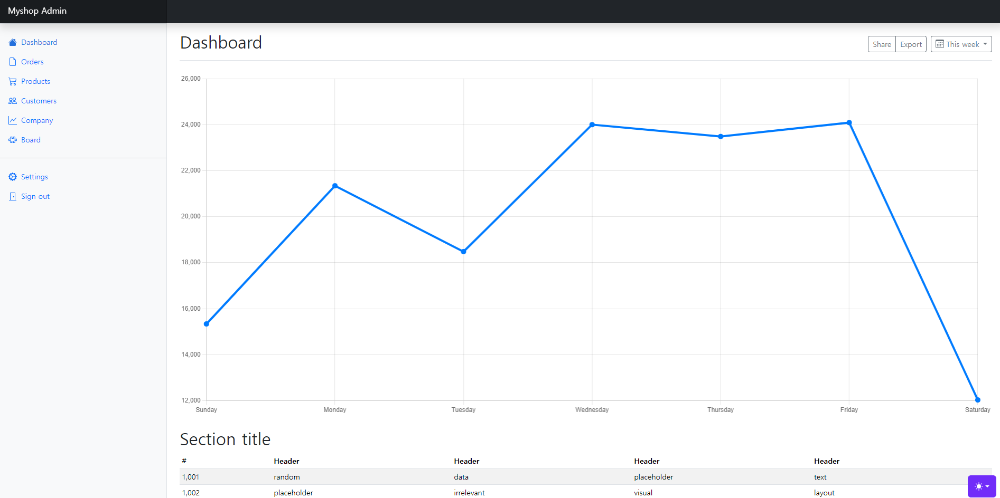 Myshop Admin
Dashboard
Orders
Products
Customers
Company
Board
Settings
Sign out
Dashboard
Share Export This week
26,000
24,000
22,000
20,000
18,000
16,000
14,000
12,000
Sunday Monday Tuesday Wednesday Thursday Friday Saturday
Section title
# Header Header Header Header
1,001 random data placeholder text
1,002 placeholder irrelevant visual layout